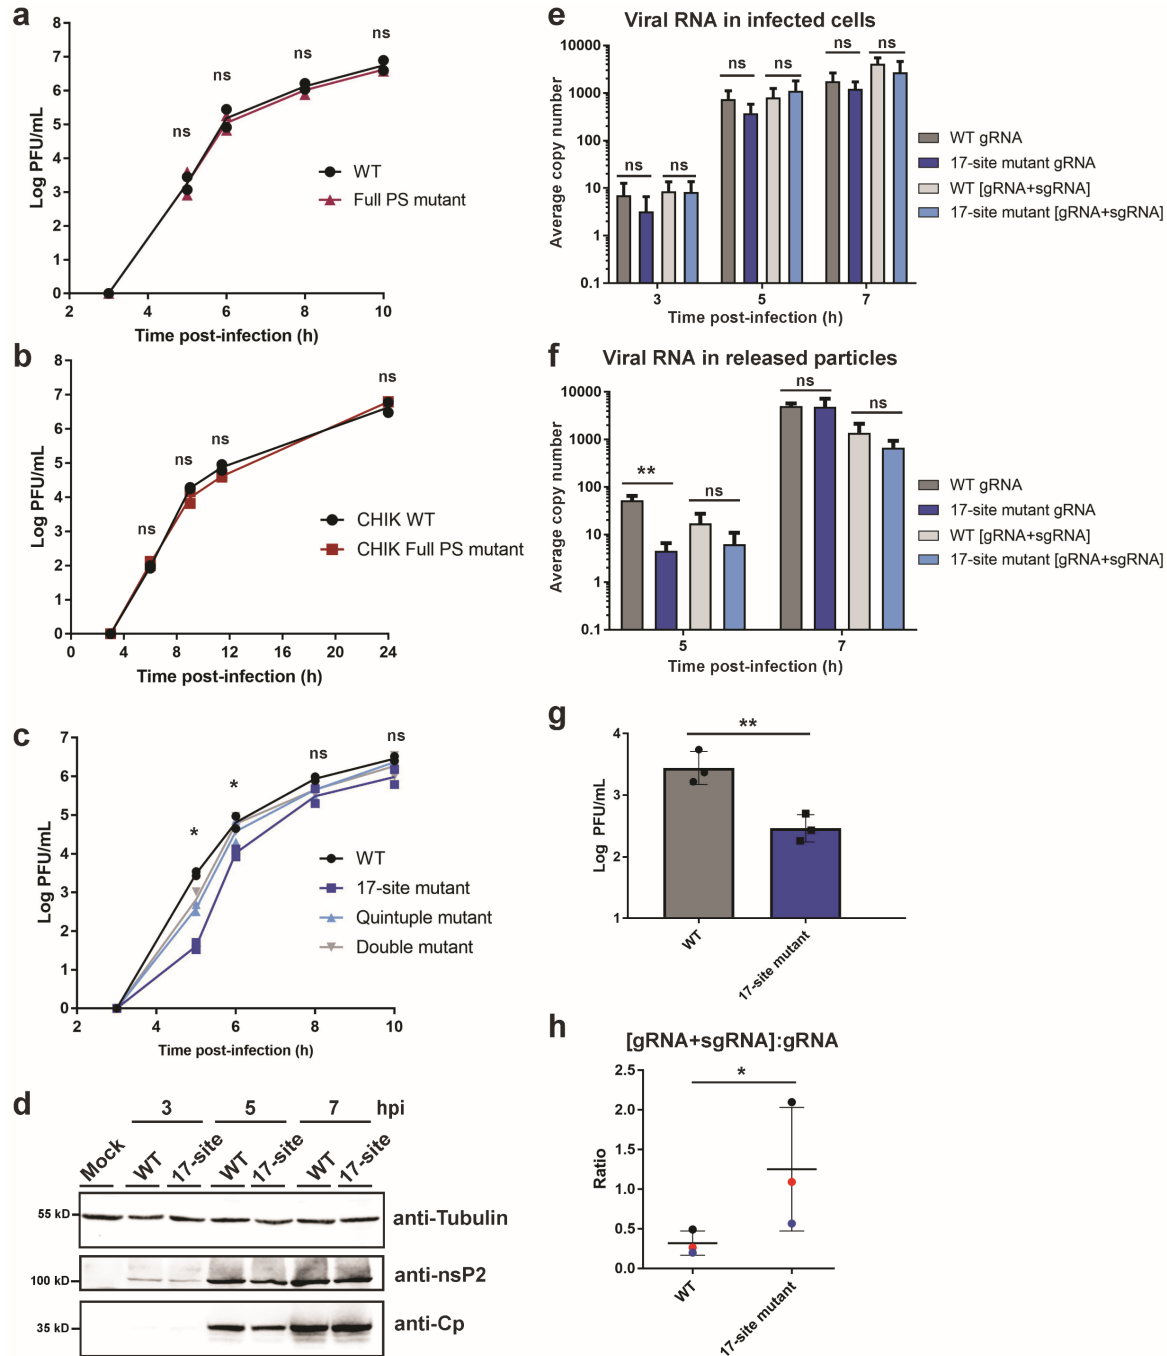 a
8
7
6
5
4
3
2
1
0
Log PFU/mL
ns
ns
ns
ns
WT
Full PS mutant
2 4 6 8 10
Time post-infection (h)
b
8
7
6
5
4
3
2
1
0
Log PFU/mL
ns
ns
ns
ns
CHIK WT
CHIK Full PS mutant
0 4 8 12 16 20 24
Time post-infection (h)
c
7
6
5
4
3
2
1
0
Log PFU/mL
*
*
ns
ns
WT
17-site mutant
Quintuple mutant
Double mutant
2 4 6 8 10
Time post-infection (h)
d
3 5 7 hpi
Mock WT 17-site WT 17-site WT 17-site
55 kD anti-Tubulin
100 kD anti-nsP2
35 kD anti-Cp
e
Viral RNA in infected cells
10000
1000
100
10
1
0.1
Average copy number
ns ns ns ns ns ns
WT gRNA
17-site mutant gRNA
WT [gRNA+sgRNA]
17-site mutant [gRNA+sgRNA]
3 5 7
Time post-infection (h)
f
Viral RNA in released particles
10000
1000
100
10
1
0.1
Average copy number
** ns ns ns
WT gRNA
17-site mutant gRNA
WT [gRNA+sgRNA]
17-site mutant [gRNA+sgRNA]
5 7
Time post-infection (h)
g
4
3
2
1
Log PFU/mL
**
WT
17-site mutant
h
[gRNA+sgRNA]:gRNA
2.5
2.0
1.5
1.0
0.5
0.0
Ratio
*
WT
17-site mutant